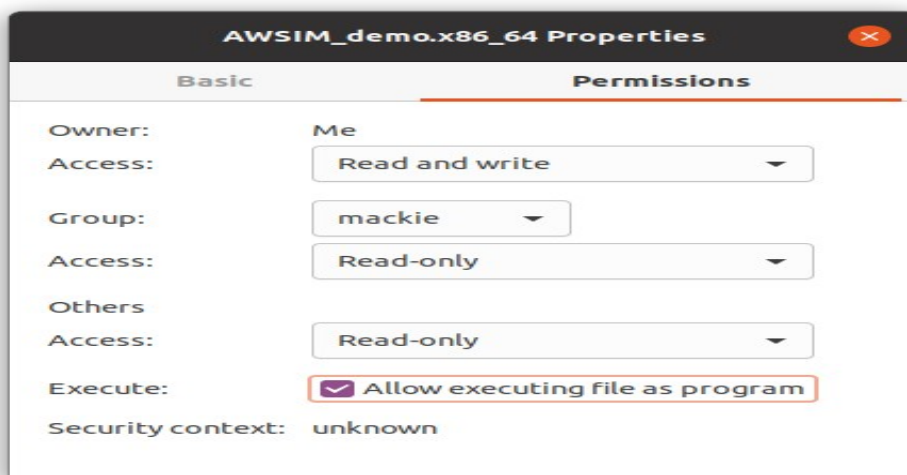 AWSIM_demo.x86_64 Properties
Basic Permissions
Owner: Me
Access: Read and write
Group: mackie
Access: Read-only
Others
Access: Read-only
Execute: Allow executing file as program
Security context: unknown